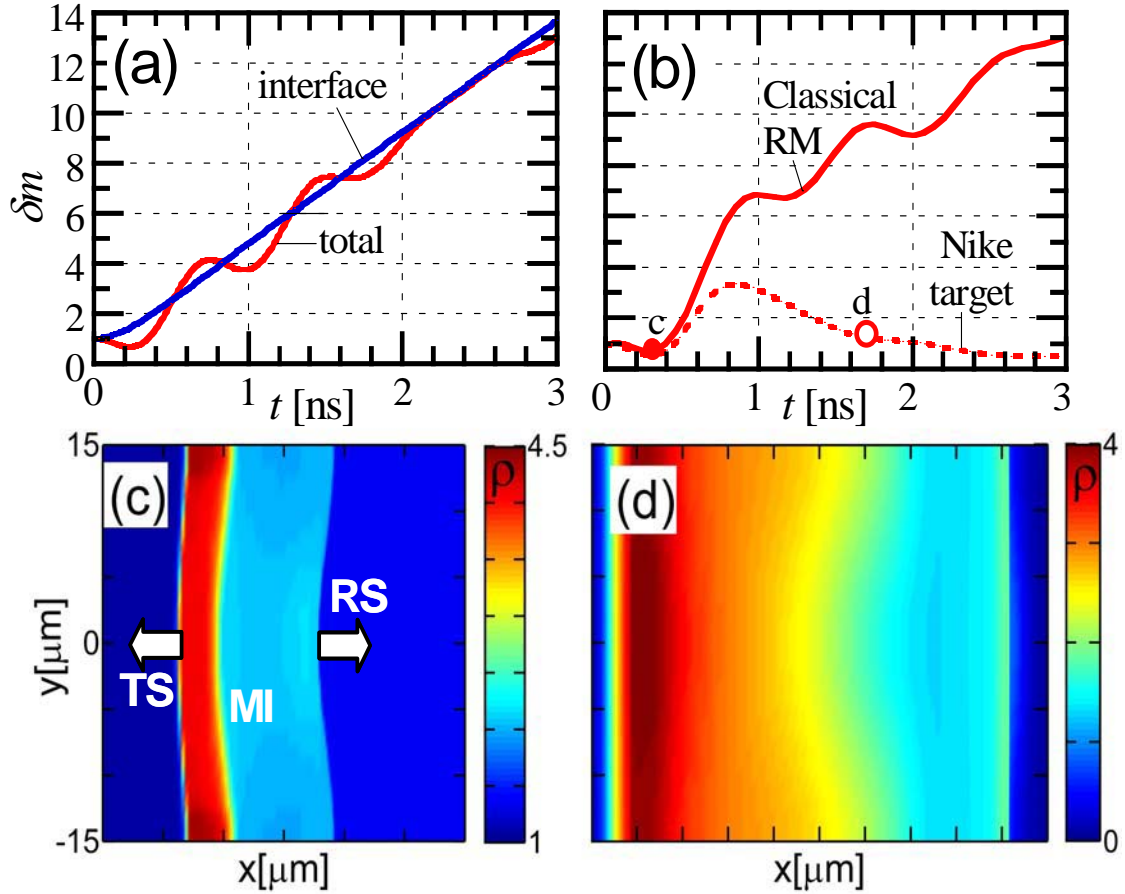 14
12
10
8
6
4
2
0
δm
(a)
interface
total
0
1
2
3
t [ns]
(b)
Classical
RM
Nike
target
c
d
0
1
2
3
t [ns]
15
0
-15
y[μm]
(c)
TS
MI
RS
x[μm]
4.5
ρ
1
(d)
x[μm]
4
ρ
0